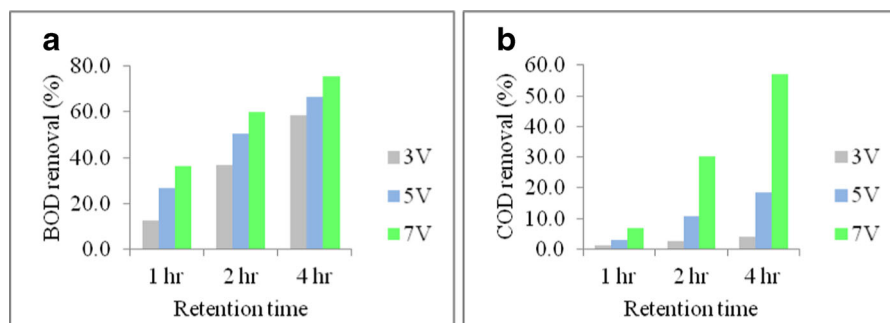 a
80.0
60.0
40.0
20.0
0.0
BOD removal (%)
1 hr 2 hr 4 hr
Retention time
3V
5V
7V
b
60.0
50.0
40.0
30.0
20.0
10.0
0.0
COD removal (%)
1 hr 2 hr 4 hr
Retention time
3V
5V
7V